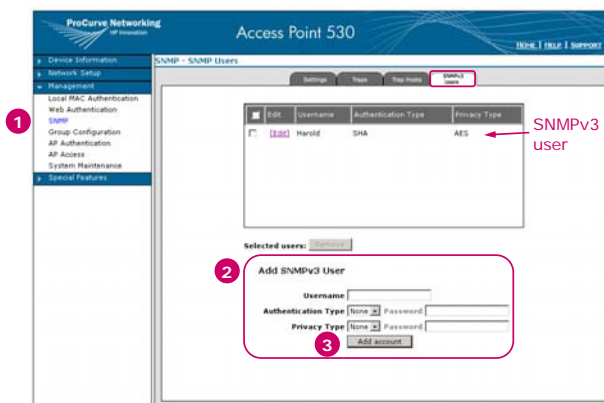 ProCurve Networking
HP Innovation
Access Point 530
HOME | HELP | SUPPORT
Device Information
SNMP - SNMP Users
Network Setup
Management
Settings
Traps
Trap Hosts
SNMPv3 Users
Local MAC Authentication
Web Authentication
1
SNMP
Group Configuration
AP Authentication
AP Access
System Maintenance
Special Features
Edit Username Authentication Type Privacy Type
[Edit] Harold SHA AES
SNMPv3
user
Selected users: Remove
2
Add SNMPv3 User
Username
Authentication Type None Password
Privacy Type None Password
3
Add account